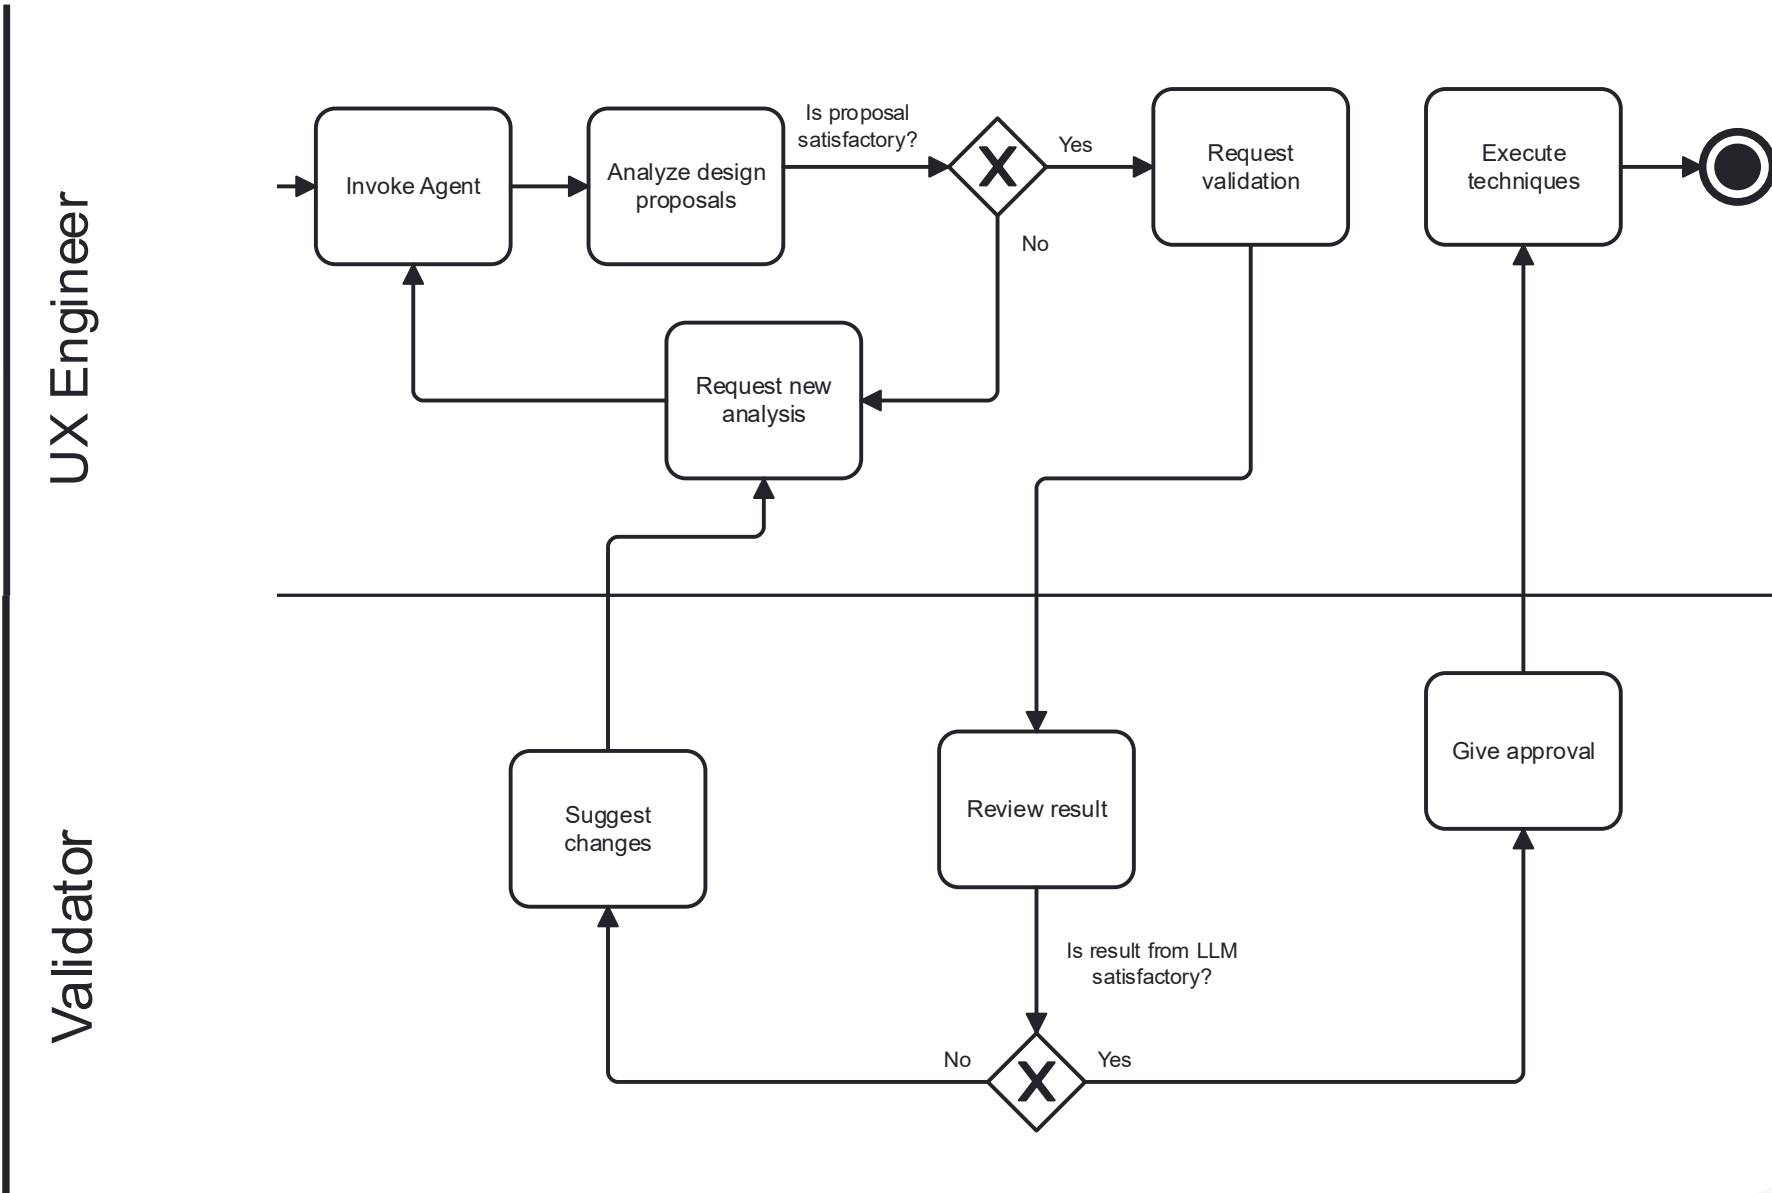 UX Engineer
Invoke Agent
Analyze design
proposals
Is proposal
satisfactory?
X
Yes
No
Request
validation
Execute
techniques
Request new
analysis
Validator
Suggest
changes
Review result
Give approval
Is result from LLM
satisfactory?
No
X
Yes